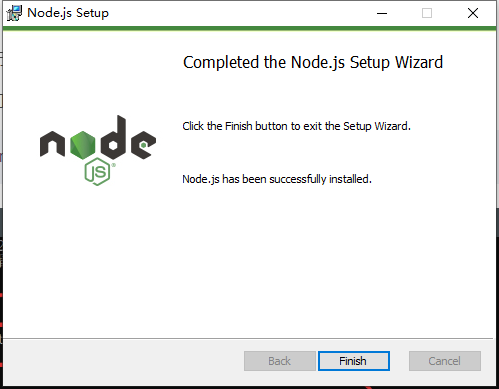 Node.js Setup
Completed the Node.js Setup Wizard
Click the Finish button to exit the Setup Wizard.
node
JS
Node.js has been successfully installed.
Back
Finish
Cancel